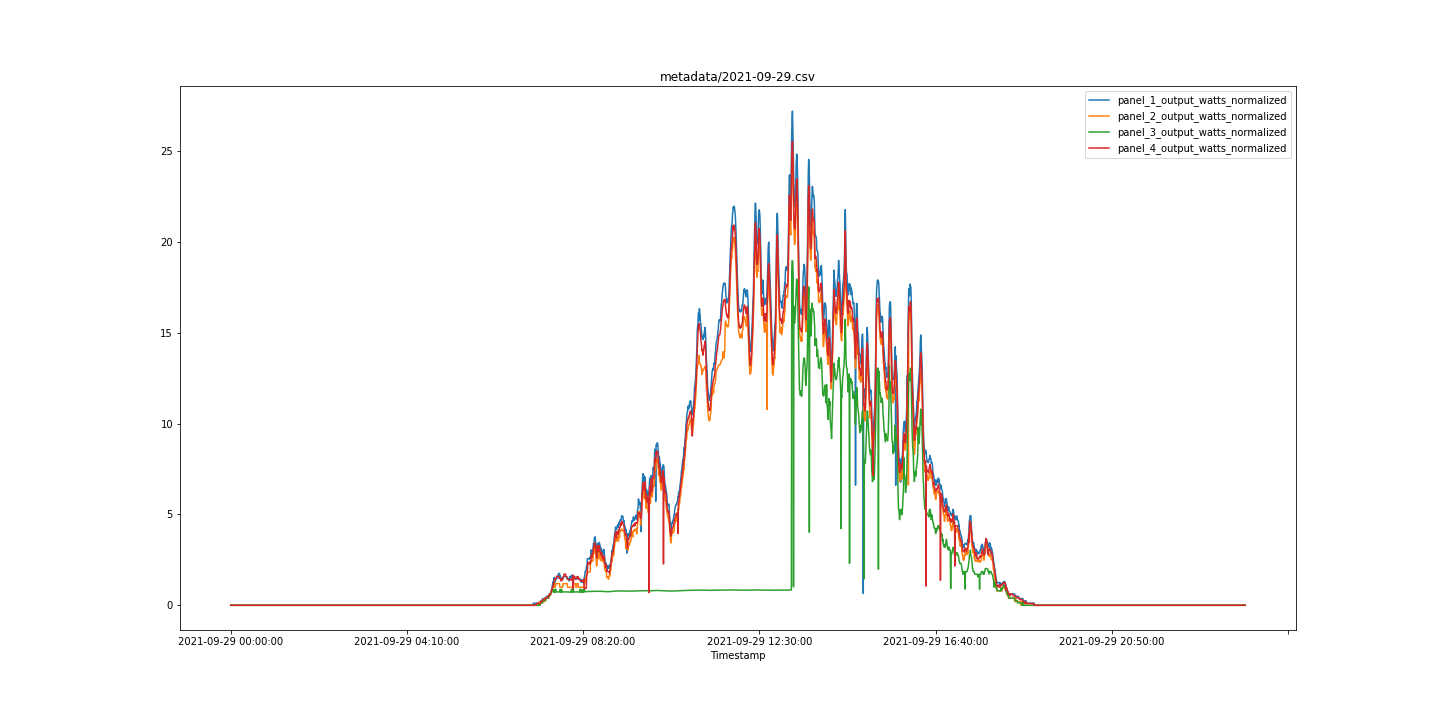 metadata/2021-09-29.csv
panel_1_output_watts_normalized
panel_2_output_watts_normalized
panel_3_output_watts_normalized
panel_4_output_watts_normalized
25
20
15
10
5
0
2021-09-29 00:00:00 2021-09-29 04:10:00 2021-09-29 08:20:00 2021-09-29 12:30:00 2021-09-29 16:40:00 2021-09-29 20:50:00
Timestamp